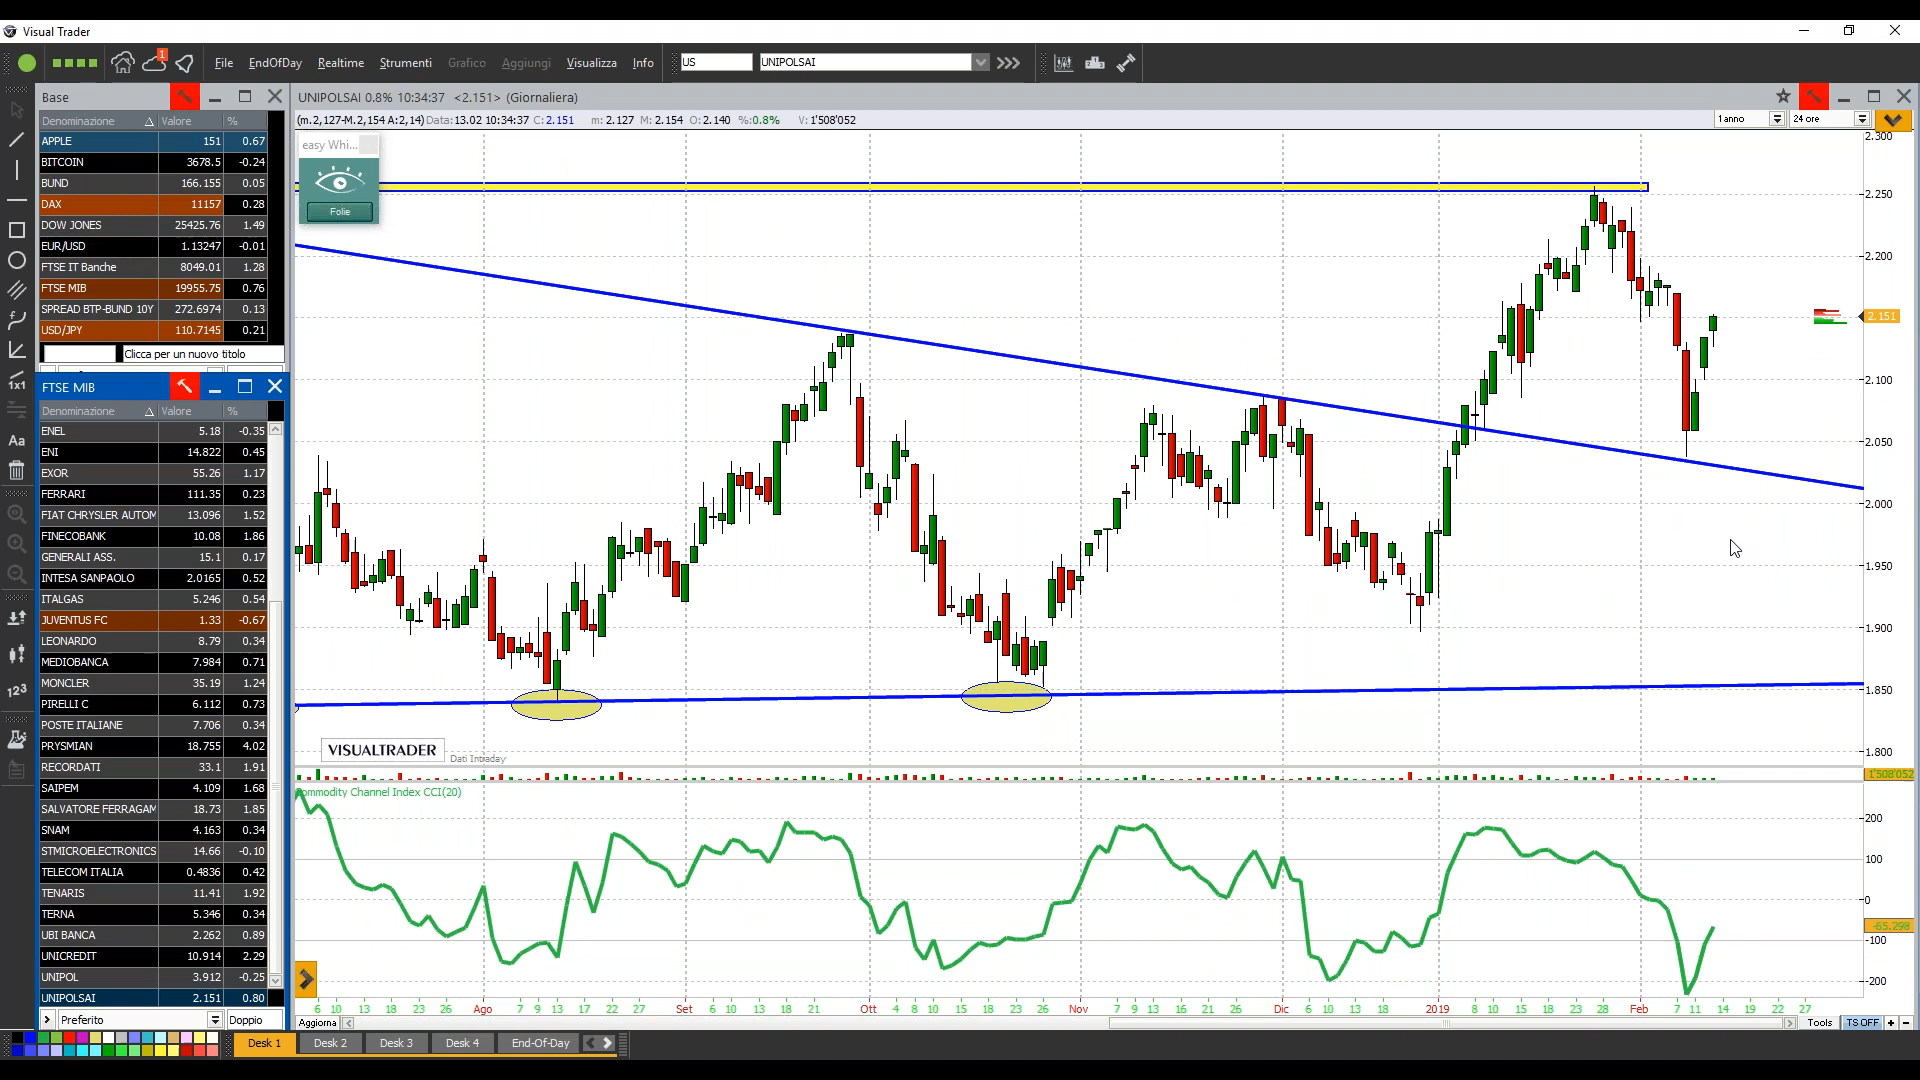 Visual Trader
1
File EndOfDay Realtime Strumenti Grafico Aggiungi Visualizza Info US UNIPOLSAI
Base
Denominazione Valore %
APPLE 151 0.67
BITCOIN 3678.5 -0.24
BUND 166.155 0.05
DAX 11157 0.28
DOW JONES 25425.76 1.49
EUR/USD 1.13247 -0.01
FTSE IT Banche 8049.01 1.28
FTSE MIB 19955.75 0.76
SPREAD BTP-BUND 10Y 272.6974 0.13
USD/JPY 110.7145 0.21
Clicca per un nuovo titolo
FTSE MIB
Denominazione Valore %
ENEL 5.18 -0.35
ENI 14.822 0.45
EXOR 55.26 1.17
FERRARI 111.35 0.23
FIAT CHRYSLER AUTOM 13.096 1.52
FINECOBANK 10.08 1.86
GENERALI ASS. 15.1 0.17
INTESA SANPAOLO 2.0165 0.52
ITALGAS 5.246 0.54
JUVENTUS FC 1.33 -0.67
LEONARDO 8.79 0.34
MEDIOBANCA 7.984 0.71
MONCLER 35.19 1.24
PIRELLI C 6.112 0.73
POSTE ITALIANE 7.706 0.34
PRYSMIAN 18.755 4.02
RECORDATI 33.1 1.91
SAIPEM 4.109 1.68
SALVATORE FERRAGAM 18.73 1.85
SNAM 4.163 0.34
STMICROELECTRONICS 14.66 -0.10
TELECOM ITALIA 0.4836 0.42
TENARIS 11.41 1.92
TERNA 5.346 0.34
UBI BANCA 2.262 0.89
UNICREDIT 10.914 2.29
UNIPOL 3.912 -0.25
UNIPOLSAI 2.151 0.80
Preferito Doppio
1x1
Aa
123
UNIPOLSAI 0.8% 10:34:37 <2.151> (Giornaliera)
(m.2,127-M.2,154 A:2,14) Data:13.02 10:34:37 C:2.151 m: 2.127 M: 2.154 O: 2.140 %:0.8% V: 1'508'052
1 anno 24 ore
easy Whi...
Folie
2.300
2.250
2.200
2.151
2.100
2.050
2.000
1.950
1.900
1.850
1.800
VISUALTRADER
Dati Intraday
1'508'052
Commodity Channel Index CCI(20)
200
100
0
-65.298
-100
-200
6 10 13 18 23 26 Ago 7 9 13 17 22 27 Set 6 10 13 18 21 Ott 4 8 10 15 18 23 26 Nov 7 9 13 16 21 26 Dic 6 10 13 18 2019 8 10 15 18 23 28 Feb 7 11 14 19 22 27
Aggiorna Tools TS OFF + −
Desk 1 Desk 2 Desk 3 Desk 4 End-Of-Day